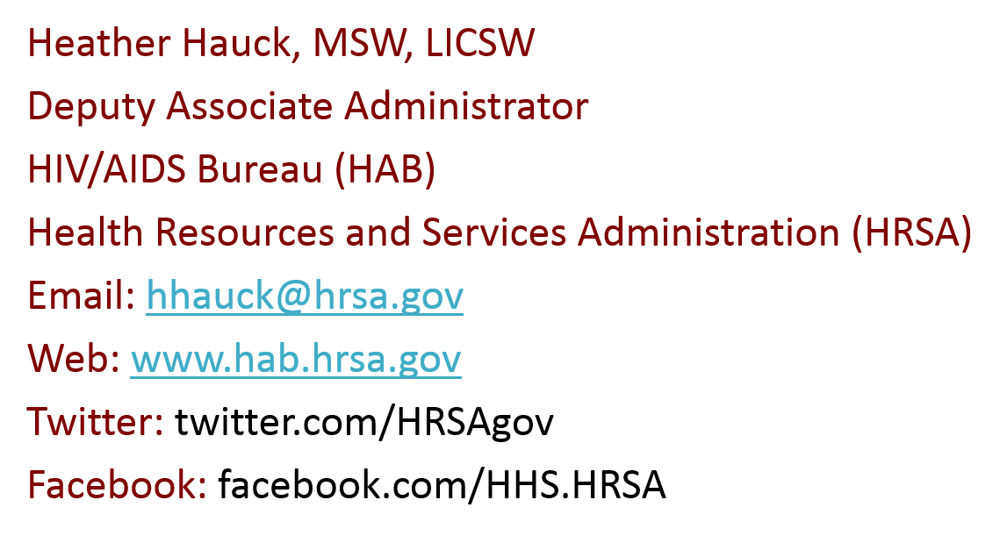 Heather Hauck, MSW, LICSW
Deputy Associate Administrator
HIV/AIDS Bureau (HAB)
Health Resources and Services Administration (HRSA)
Email: hhauck@hrsa.gov
Web: www.hab.hrsa.gov
Twitter: twitter.com/HRSAgov
Facebook: facebook.com/HHS.HRSA